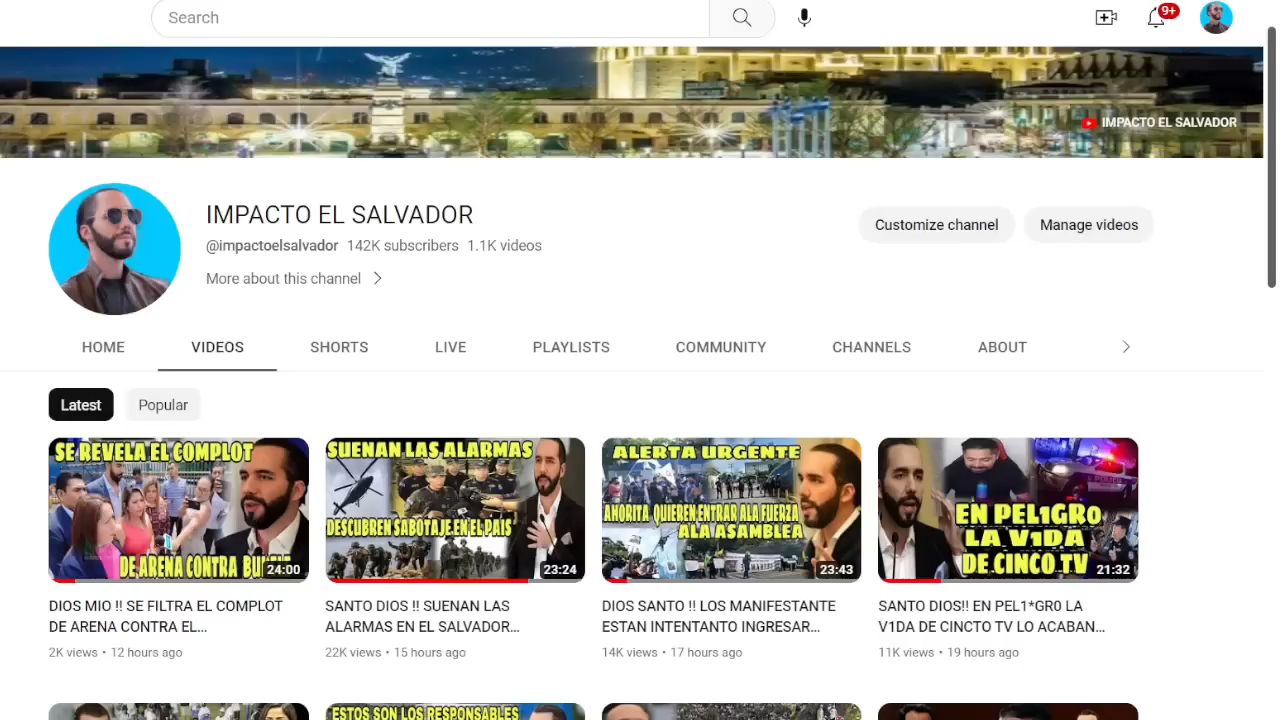 Search
9+
IMPACTO EL SALVADOR
IMPACTO EL SALVADOR
@impactoelsalvador 142K subscribers 1.1K videos
More about this channel
Customize channel
Manage videos
HOME VIDEOS SHORTS LIVE PLAYLISTS COMMUNITY CHANNELS ABOUT
Latest Popular
SE REVELA EL COMPLOT
DE ARENA CONTRA
24:00
SUENAN LAS ALARMAS
DESCUBREN SABOTAJE EN EL PAIS
23:24
ALERTA URGENTE
AHORITA QUIEREN ENTRAR ALA FUERZA
ALA ASAMBLEA
23:43
EN PEL1GRO
LA V1DA
DE CINCO TV
21:32
DIOS MIO !! SE FILTRA EL COMPLOT
DE ARENA CONTRA EL...
2K views • 12 hours ago
SANTO DIOS !! SUENAN LAS
ALARMAS EN EL SALVADOR...
22K views • 15 hours ago
DIOS SANTO !! LOS MANIFESTANTE
ESTAN INTENTANTO INGRESAR...
14K views • 17 hours ago
SANTO DIOS!! EN PEL1*GR0 LA
V1DA DE CINCTO TV LO ACABAN...
11K views • 19 hours ago
ESTOS SON LOS RESPONSABLES